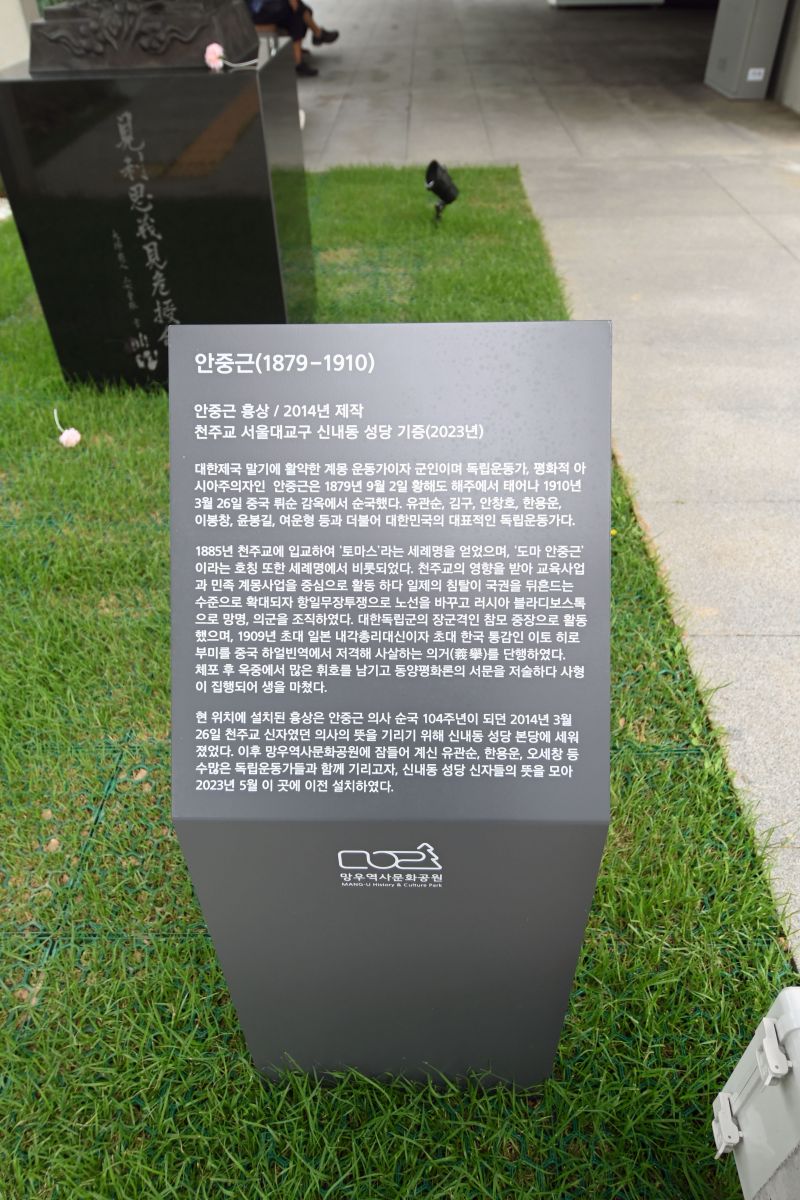 見利思義見危授命
안중근(1879-1910)
안중근 흉상 / 2014년 제작
천주교 서울대교구 신내동 성당 기증(2023년)
대한제국 말기에 활약한 계몽 운동가이자 군인이며 독립운동가, 평화적 아
시아주의자인 안중근은 1879년 9월 2일 황해도 해주에서 태어나 1910년
3월 26일 중국 뤼순 감옥에서 순국했다. 유관순, 김구, 안창호, 한용운,
이봉창, 윤봉길, 여운형 등과 더불어 대한민국의 대표적인 독립운동가다.
1885년 천주교에 입교하여 '토마스'라는 세례명을 얻었으며, '도마 안중근'
이라는 호칭 또한 세례명에서 비롯되었다. 천주교의 영향을 받아 교육사업
과 민족 계몽사업을 중심으로 활동 하다 일제의 침탈이 국권을 뒤흔드는
수준으로 확대되자 항일무장투쟁으로 노선을 바꾸고 러시아 블라디보스톡
으로 망명, 의군을 조직하였다. 대한독립군의 장군격인 참모 중장으로 활동
했으며, 1909년 초대 일본 내각총리대신이자 초대 한국 통감인 이토 히로
부미를 중국 하얼빈역에서 저격해 사살하는 의거(義擧)를 단행하였다.
체포 후 옥중에서 많은 휘호를 남기고 동양평화론의 서문을 저술하다 사형
이 집행되어 생을 마쳤다.
현 위치에 설치된 흉상은 안중근 의사 순국 104주년이 되던 2014년 3월
26일 천주교 신자였던 의사의 뜻을 기리기 위해 신내동 성당 본당에 세워
졌었다. 이후 망우역사문화공원에 잠들어 계신 유관순, 한용운, 오세창 등
수많은 독립운동가들과 함께 기리고자, 신내동 성당 신자들의 뜻을 모아
2023년 5월 이 곳에 이전 설치하였다.
망우역사문화공원
MANG-U History & Culture Park